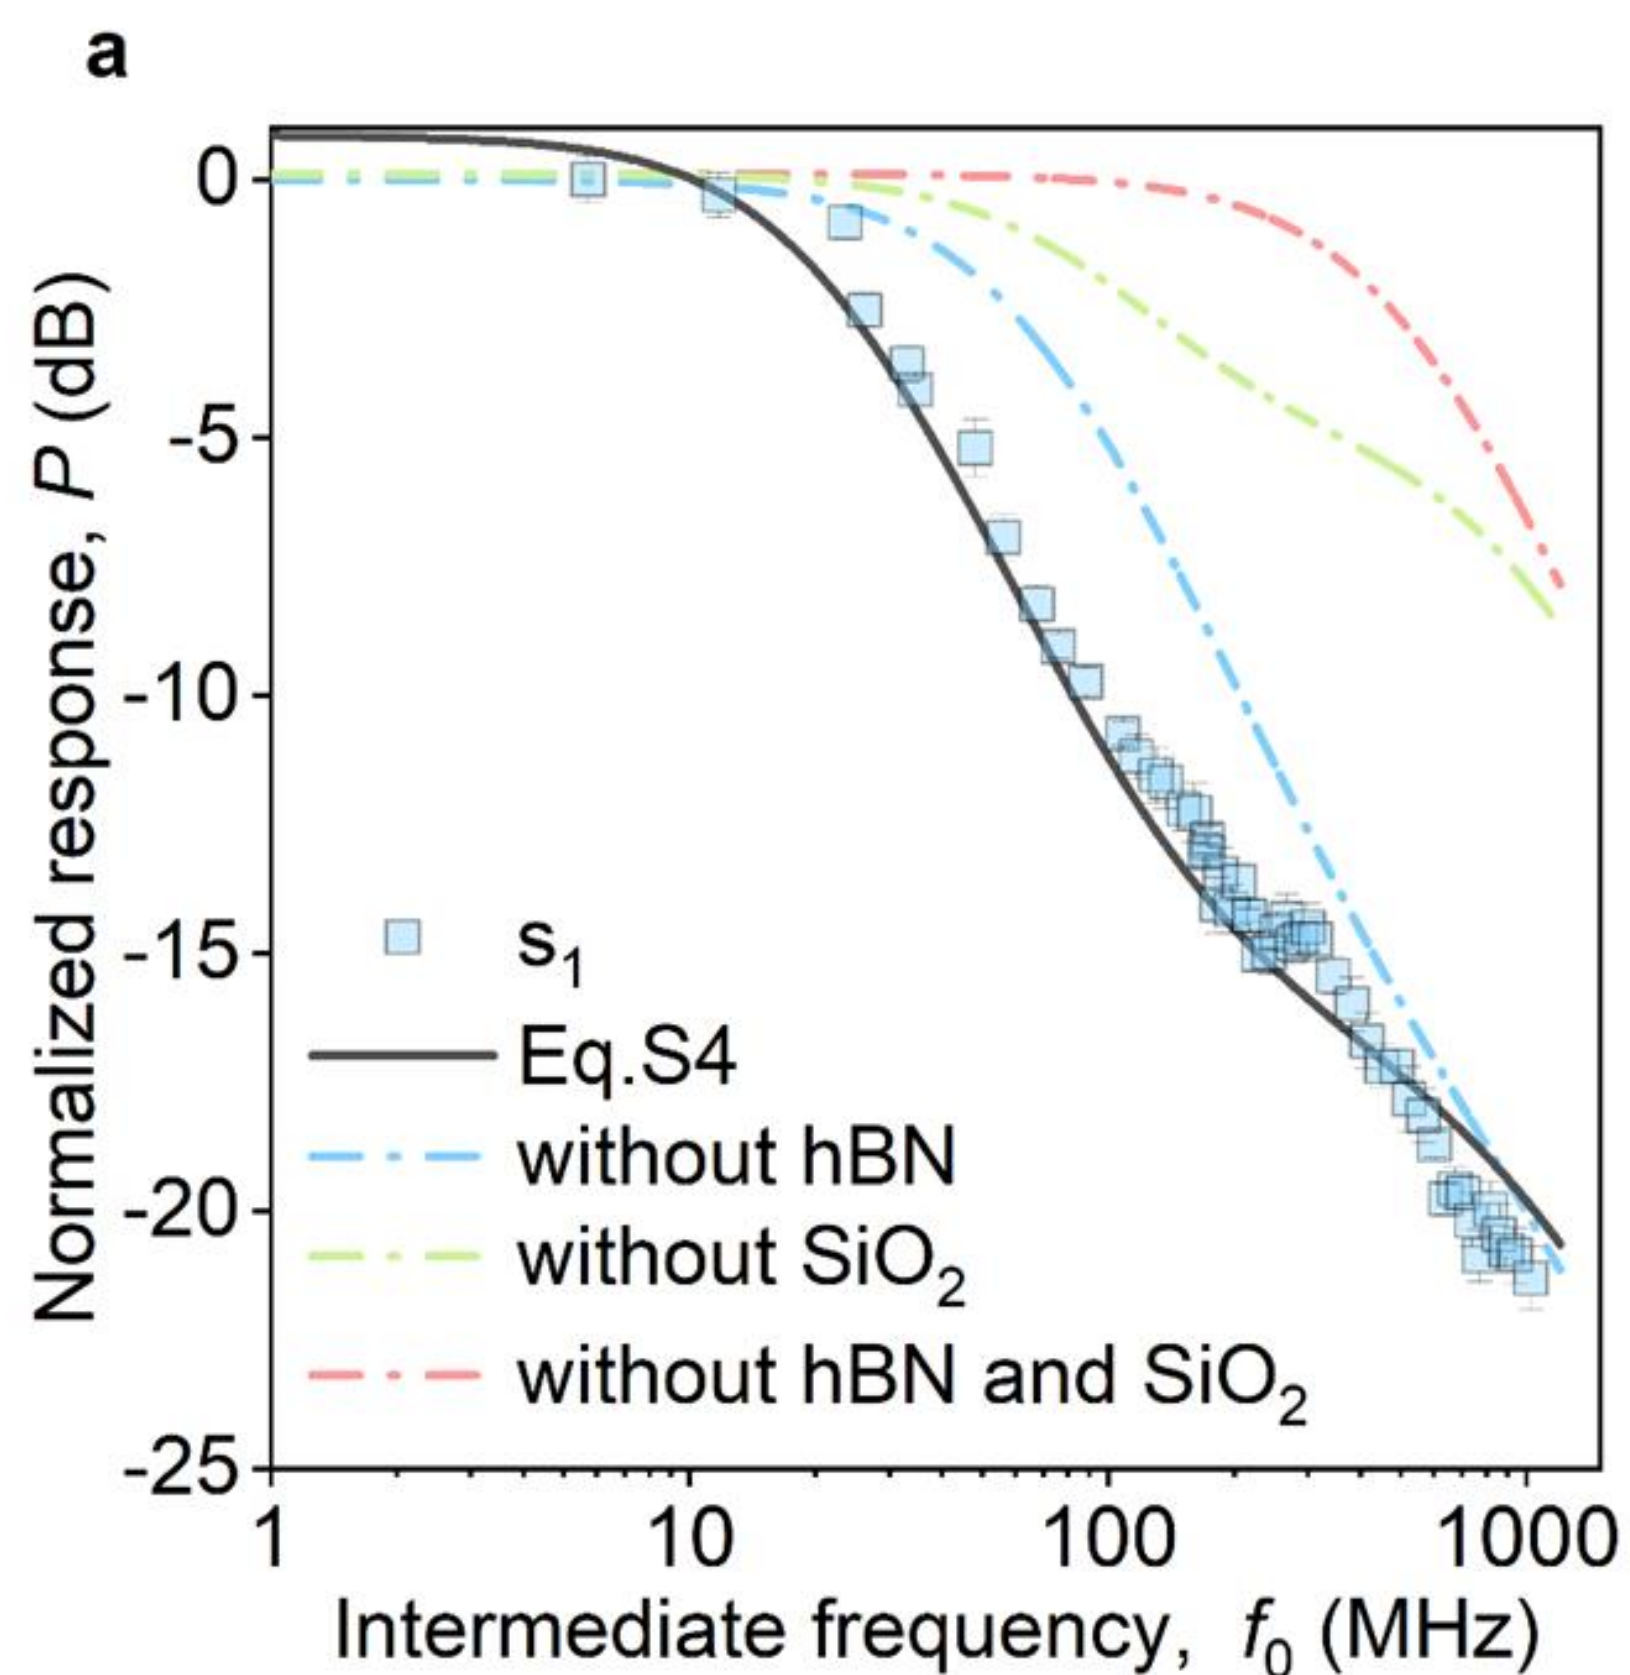 a
Normalized response, P (dB)
0
-5
-10
-15
-20
-25
s₁
Eq.S4
without hBN
without SiO₂
without hBN and SiO₂
1 10 100 1000
Intermediate frequency, f₀ (MHz)